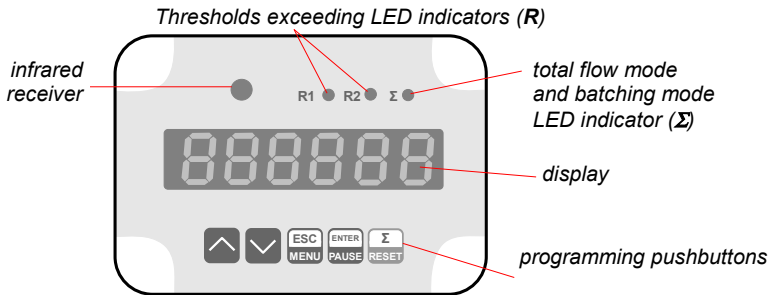 Thresholds exceeding LED indicators (R)
infrared
receiver
total flow mode
and batching mode
LED indicator (Σ)
R1 R2 Σ
888888
display
ESC ENTER Σ
MENU PAUSE RESET
programming pushbuttons